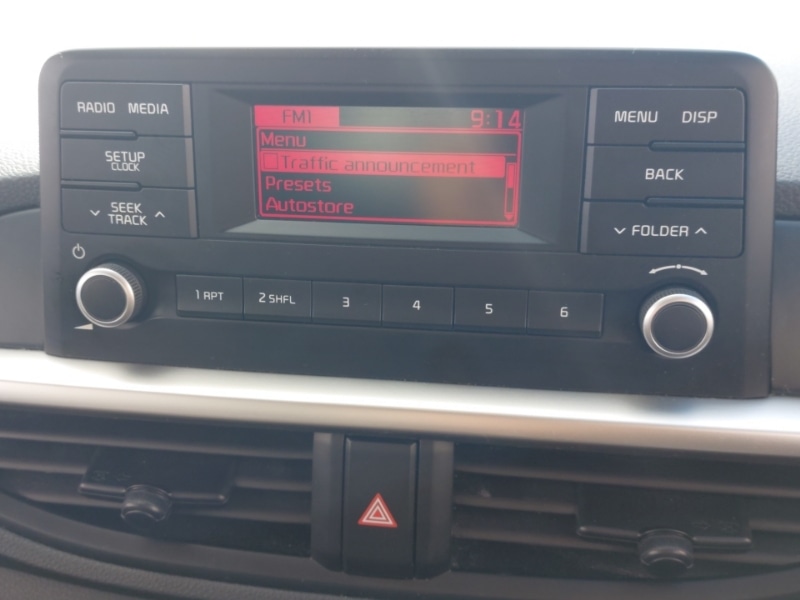 RADIO MEDIA
SETUP
CLOCK
SEEK
TRACK
FM1 9:14
Menu
Traffic announcement
Presets
Autostore
MENU DISP
BACK
FOLDER
1 RPT 2 SHFL 3 4 5 6